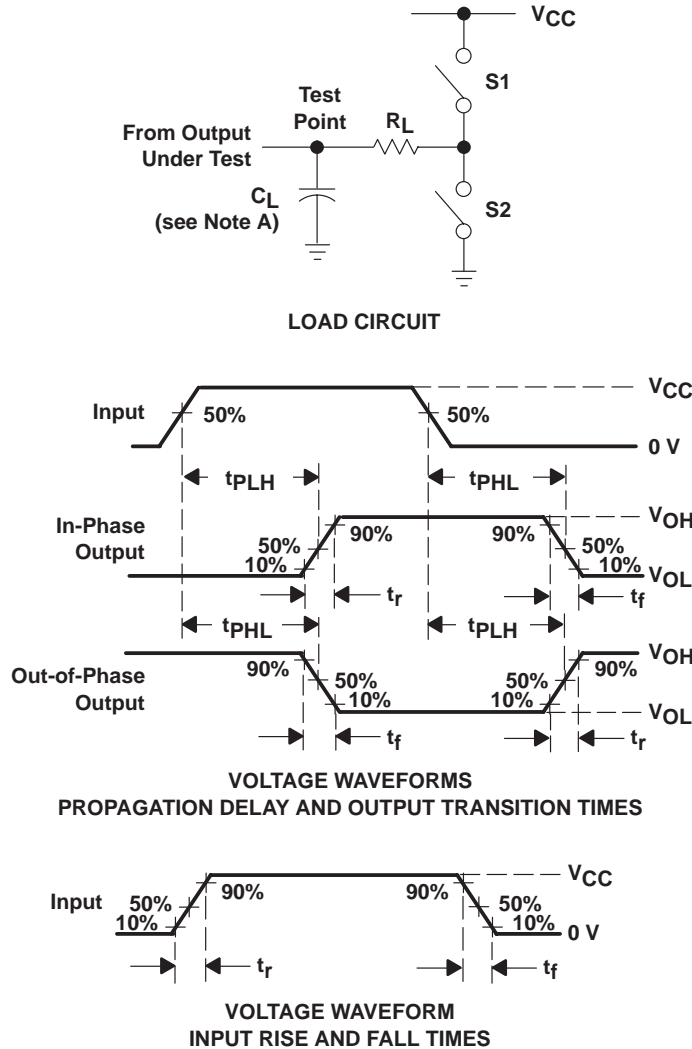 VCC
S1
Test
Point
RL
From Output
Under Test
CL
(see Note A)
S2
LOAD CIRCUIT
VCC
Input
50%
50%
0 V
tPLH
tPHL
In-Phase
Output
VOH
90%
90%
50%
50%
10%
10%
VOL
tr
tf
tPHL
tPLH
Out-of-Phase
Output
VOH
90%
90%
50%
50%
10%
10%
VOL
tf
tr
VOLTAGE WAVEFORMS
PROPAGATION DELAY AND OUTPUT TRANSITION TIMES
VCC
Input
90%
90%
50%
50%
10%
10%
0 V
tr
tf
VOLTAGE WAVEFORM
INPUT RISE AND FALL TIMES